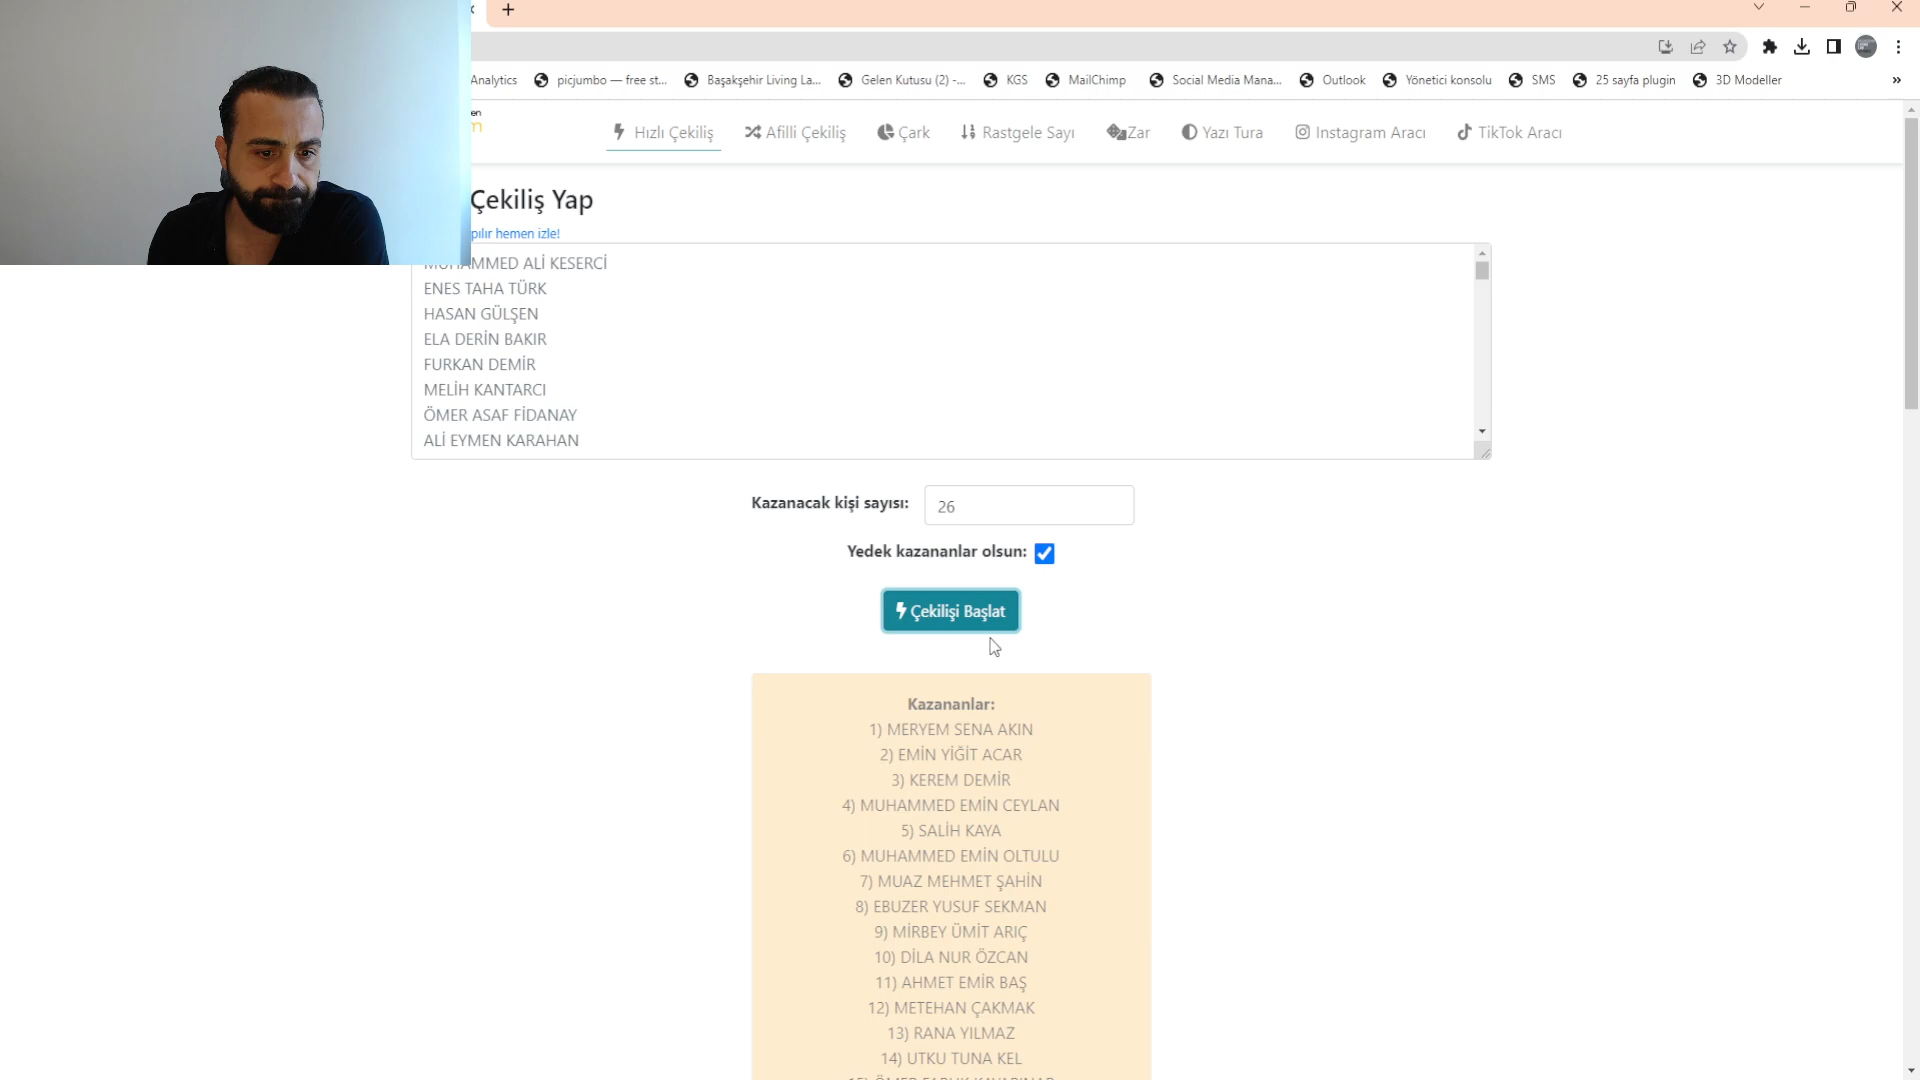 Analytics
picjumbo — free st...
Başakşehir Living La...
Gelen Kutusu (2) -...
KGS
MailChimp
Social Media Mana...
Outlook
Yönetici konsolu
SMS
25 sayfa plugin
3D Modeller
»
en
m
Hızlı Çekiliş
Afilli Çekiliş
Çark
Rastgele Sayı
Zar
Yazı Tura
Instagram Aracı
TikTok Aracı
Çekiliş Yap
pılır hemen izle!
MUHAMMED ALİ KESERCİ
ENES TAHA TÜRK
HASAN GÜLŞEN
ELA DERİN BAKIR
FURKAN DEMİR
MELİH KANTARCI
ÖMER ASAF FİDANAY
ALİ EYMEN KARAHAN
Kazanacak kişi sayısı: 26
Yedek kazananlar olsun:
Çekilişi Başlat
Kazananlar:
1) MERYEM SENA AKIN
2) EMİN YİĞİT ACAR
3) KEREM DEMİR
4) MUHAMMED EMİN CEYLAN
5) SALİH KAYA
6) MUHAMMED EMİN OLTULU
7) MUAZ MEHMET ŞAHİN
8) EBUZER YUSUF SEKMAN
9) MİRBEY ÜMİT ARIÇ
10) DİLA NUR ÖZCAN
11) AHMET EMİR BAŞ
12) METEHAN ÇAKMAK
13) RANA YILMAZ
14) UTKU TUNA KEL